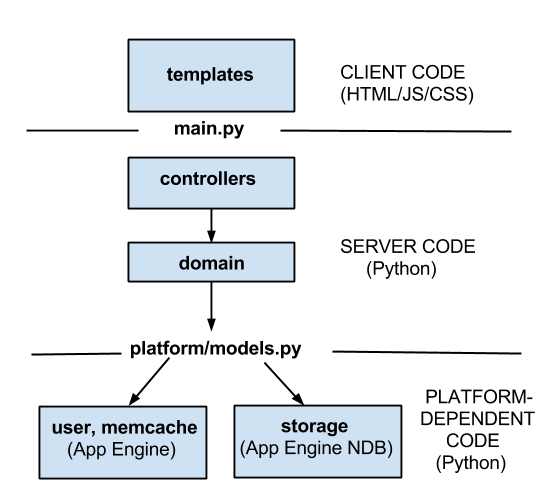 templates
CLIENT CODE
(HTML/JS/CSS)
main.py
controllers
domain
SERVER CODE
(Python)
platform/models.py
user, memcache
(App Engine)
storage
(App Engine NDB)
PLATFORM-
DEPENDENT
CODE
(Python)